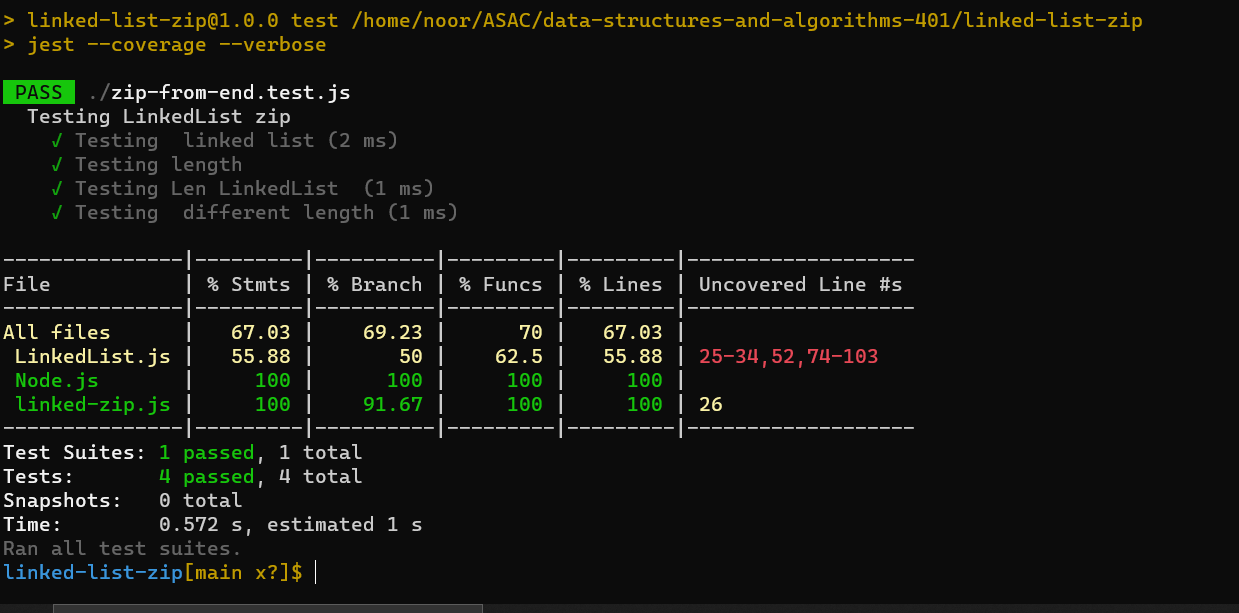 > linked-list-zip@1.0.0 test /home/noor/ASAC/data-structures-and-algorithms-401/linked-list-zip
> jest --coverage --verbose
PASS ./zip-from-end.test.js
Testing LinkedList zip
√ Testing  linked list (2 ms)
√ Testing length
√ Testing Len LinkedList  (1 ms)
√ Testing  different length (1 ms)
---------------|---------|----------|---------|---------|-------------------
File           | % Stmts | % Branch | % Funcs | % Lines | Uncovered Line #s
---------------|---------|----------|---------|---------|-------------------
All files      |   67.03 |    69.23 |      70 |   67.03 |
 LinkedList.js |   55.88 |       50 |    62.5 |   55.88 | 25-34,52,74-103
 Node.js       |     100 |      100 |     100 |     100 |
 linked-zip.js |     100 |    91.67 |     100 |     100 | 26
---------------|---------|----------|---------|---------|-------------------
Test Suites: 1 passed, 1 total
Tests:       4 passed, 4 total
Snapshots:   0 total
Time:        0.572 s, estimated 1 s
Ran all test suites.
linked-list-zip[main x?]$